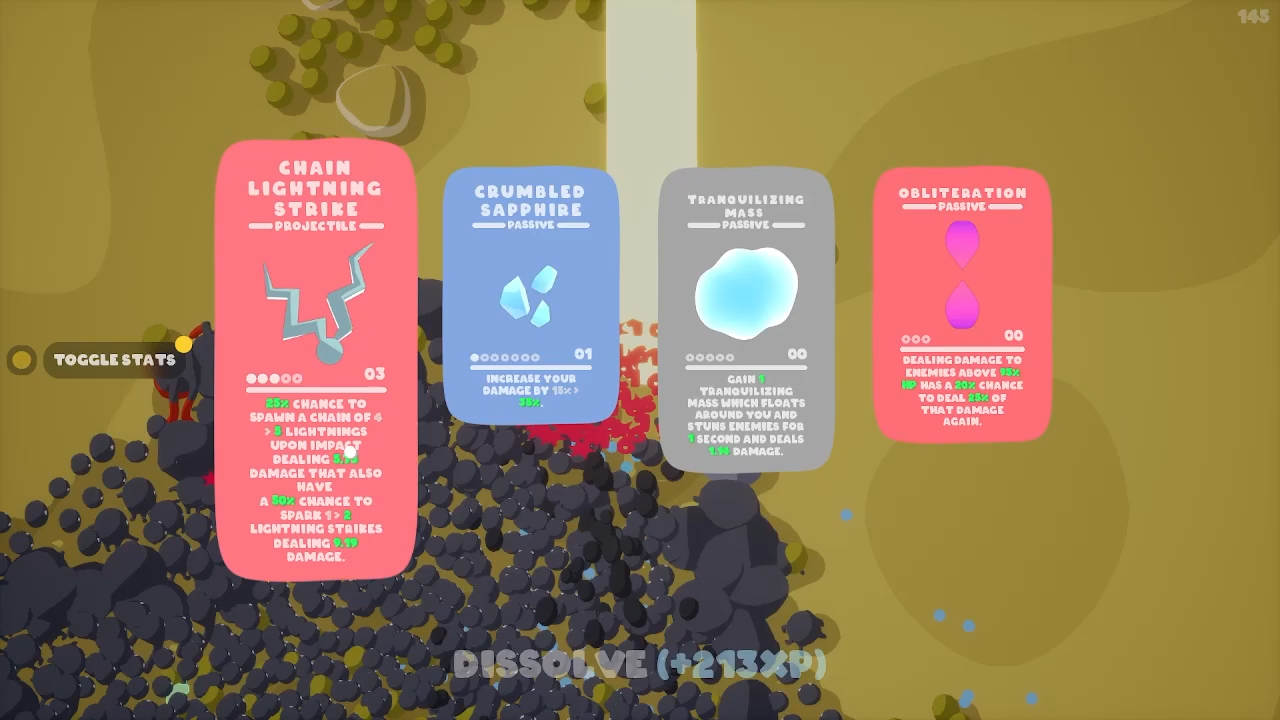 145
CHAIN
LIGHTNING
STRIKE
PROJECTILE
03
25% CHANCE TO
SPAWN A CHAIN OF 4
> 5 LIGHTNINGS
UPON IMPACT
DEALING
DAMAGE THAT ALSO
HAVE
A 50% CHANCE TO
SPARK 1 > 2
LIGHTNING STRIKES
DEALING 9.19
DAMAGE.
CRUMBLED
SAPPHIRE
PASSIVE
01
INCREASE YOUR
DAMAGE BY 15% >
35%.
TRANQUILIZING
MASS
PASSIVE
00
GAIN 1
TRANQUILIZING
MASS WHICH FLOATS
AROUND YOU AND
STUNS ENEMIES FOR
1 SECOND AND DEALS
1.14 DAMAGE.
OBLITERATION
PASSIVE
00
DEALING DAMAGE TO
ENEMIES ABOVE 95%
HP HAS A 20% CHANCE
TO DEAL 25% OF
THAT DAMAGE
AGAIN.
TOGGLE STATS
DISSOLVE (+213XP)